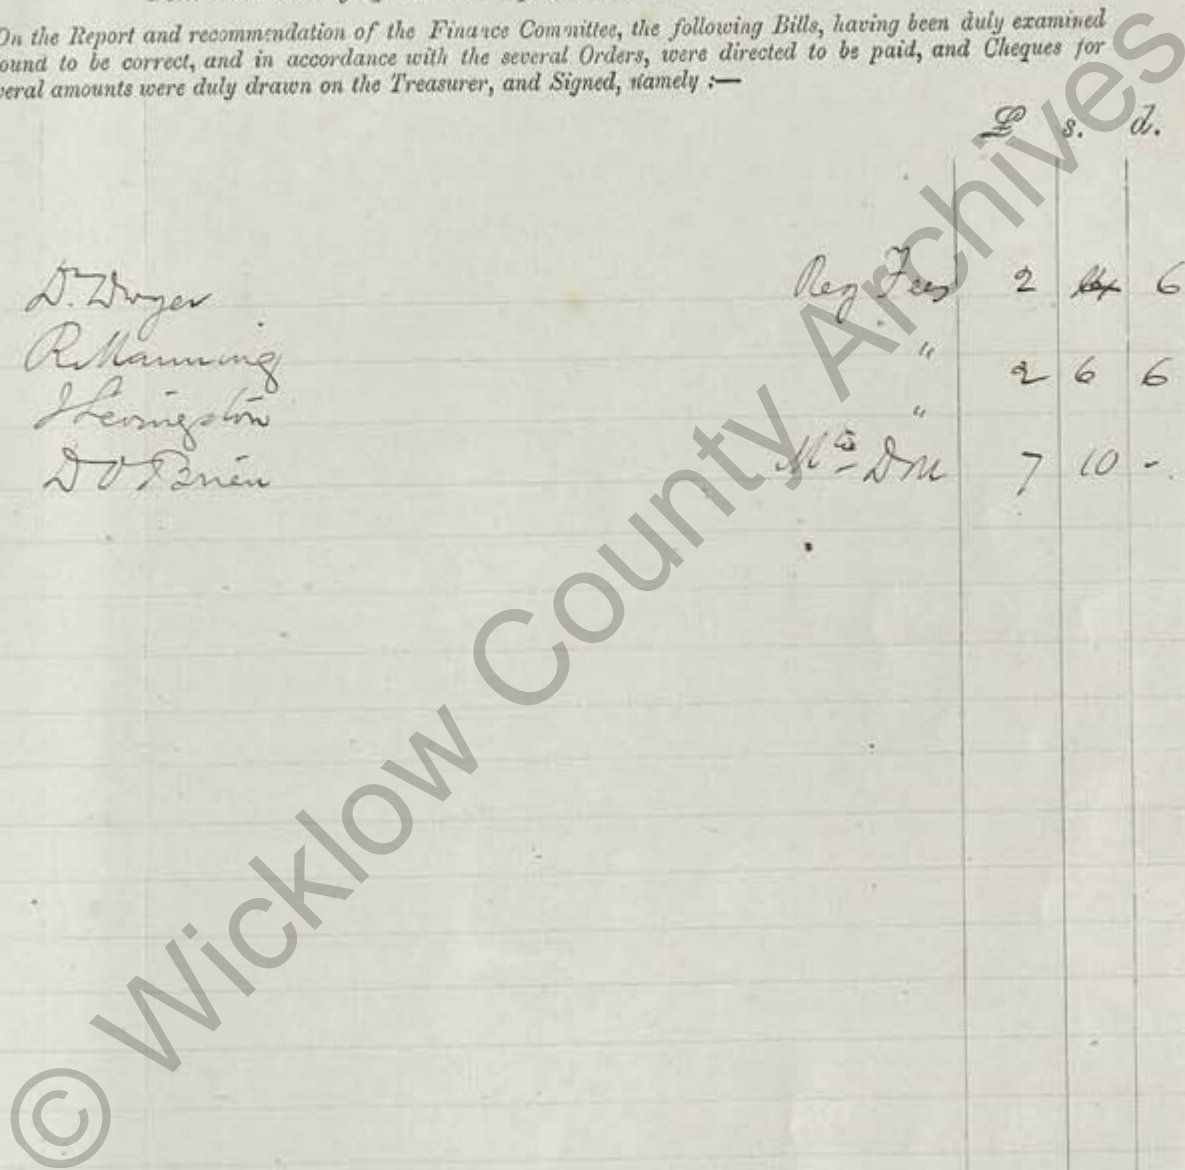 On the Report and recommendation of the Finance Committee, the following Bills, having been duly examined
ound to be correct, and in accordance with the several Orders, were directed to be paid, and Cheques for
veral amounts were duly drawn on the Treasurer, and Signed, namely :—
£ s. d.
D. Dwyer Reg Fees 2 6
R Manning "
2 6 6
J Levingston "
D O'Brien 7 10 -
© Wicklow County Archives